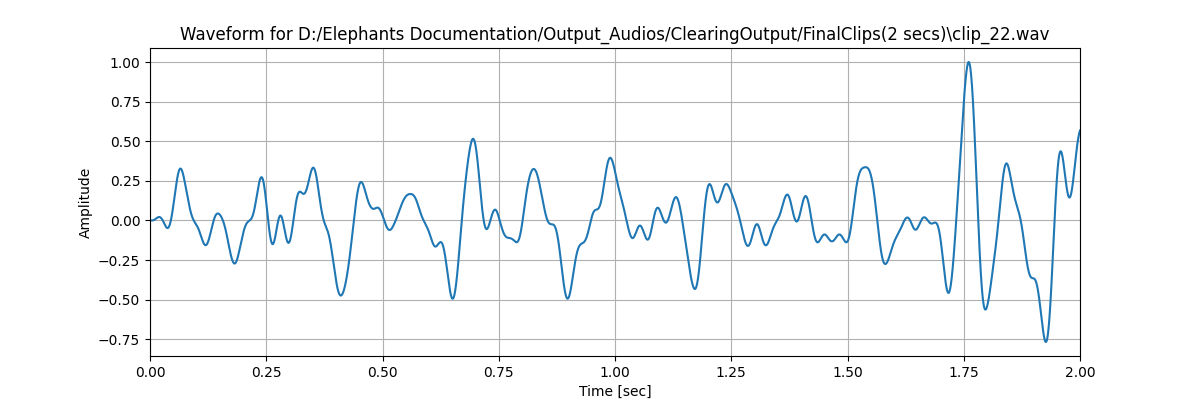 Waveform for D:/Elephants Documentation/Output_Audios/ClearingOutput/FinalClips(2 secs)\clip_22.wav
1.00
0.75
0.50
0.25
0.00
−0.25
−0.50
−0.75
Amplitude
0.00 0.25 0.50 0.75 1.00 1.25 1.50 1.75 2.00
Time [sec]